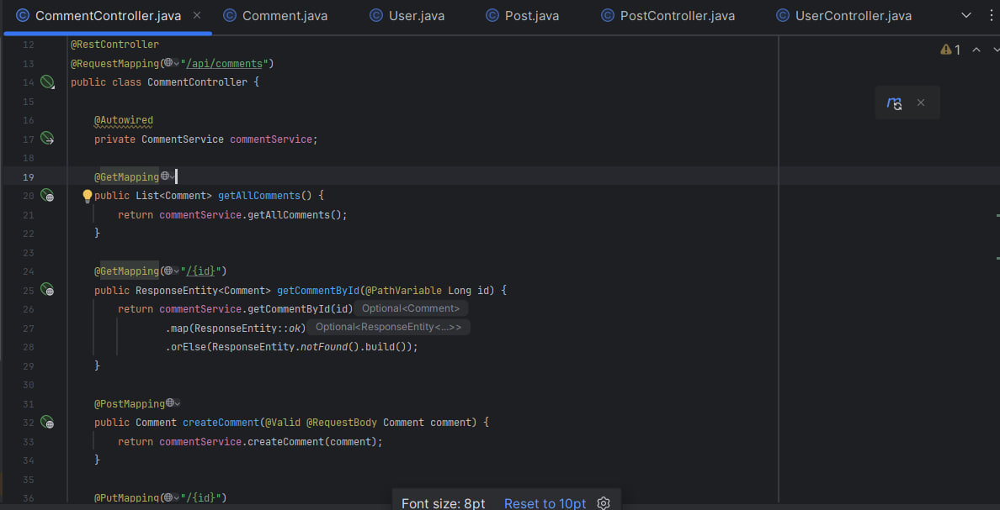 CommentController.java Comment.java User.java Post.java PostController.java UserController.java
12 @RestController
1
13 @RequestMapping("/api/comments")
14 public class CommentController {
15
16 @Autowired
17 private CommentService commentService;
18
19 @GetMapping
20 public List<Comment> getAllComments() {
21 return commentService.getAllComments();
22 }
23
24 @GetMapping("/{id}")
25 public ResponseEntity<Comment> getCommentById(@PathVariable Long id) {
26 return commentService.getCommentById(id) Optional<Comment>
27 .map(ResponseEntity::ok) Optional<ResponseEntity<...>>
28 .orElse(ResponseEntity.notFound().build());
29 }
30
31 @PostMapping
32 public Comment createComment(@Valid @RequestBody Comment comment) {
33 return commentService.createComment(comment);
34 }
35
36 @PutMapping("/{id}")
Font size: 8pt Reset to 10pt